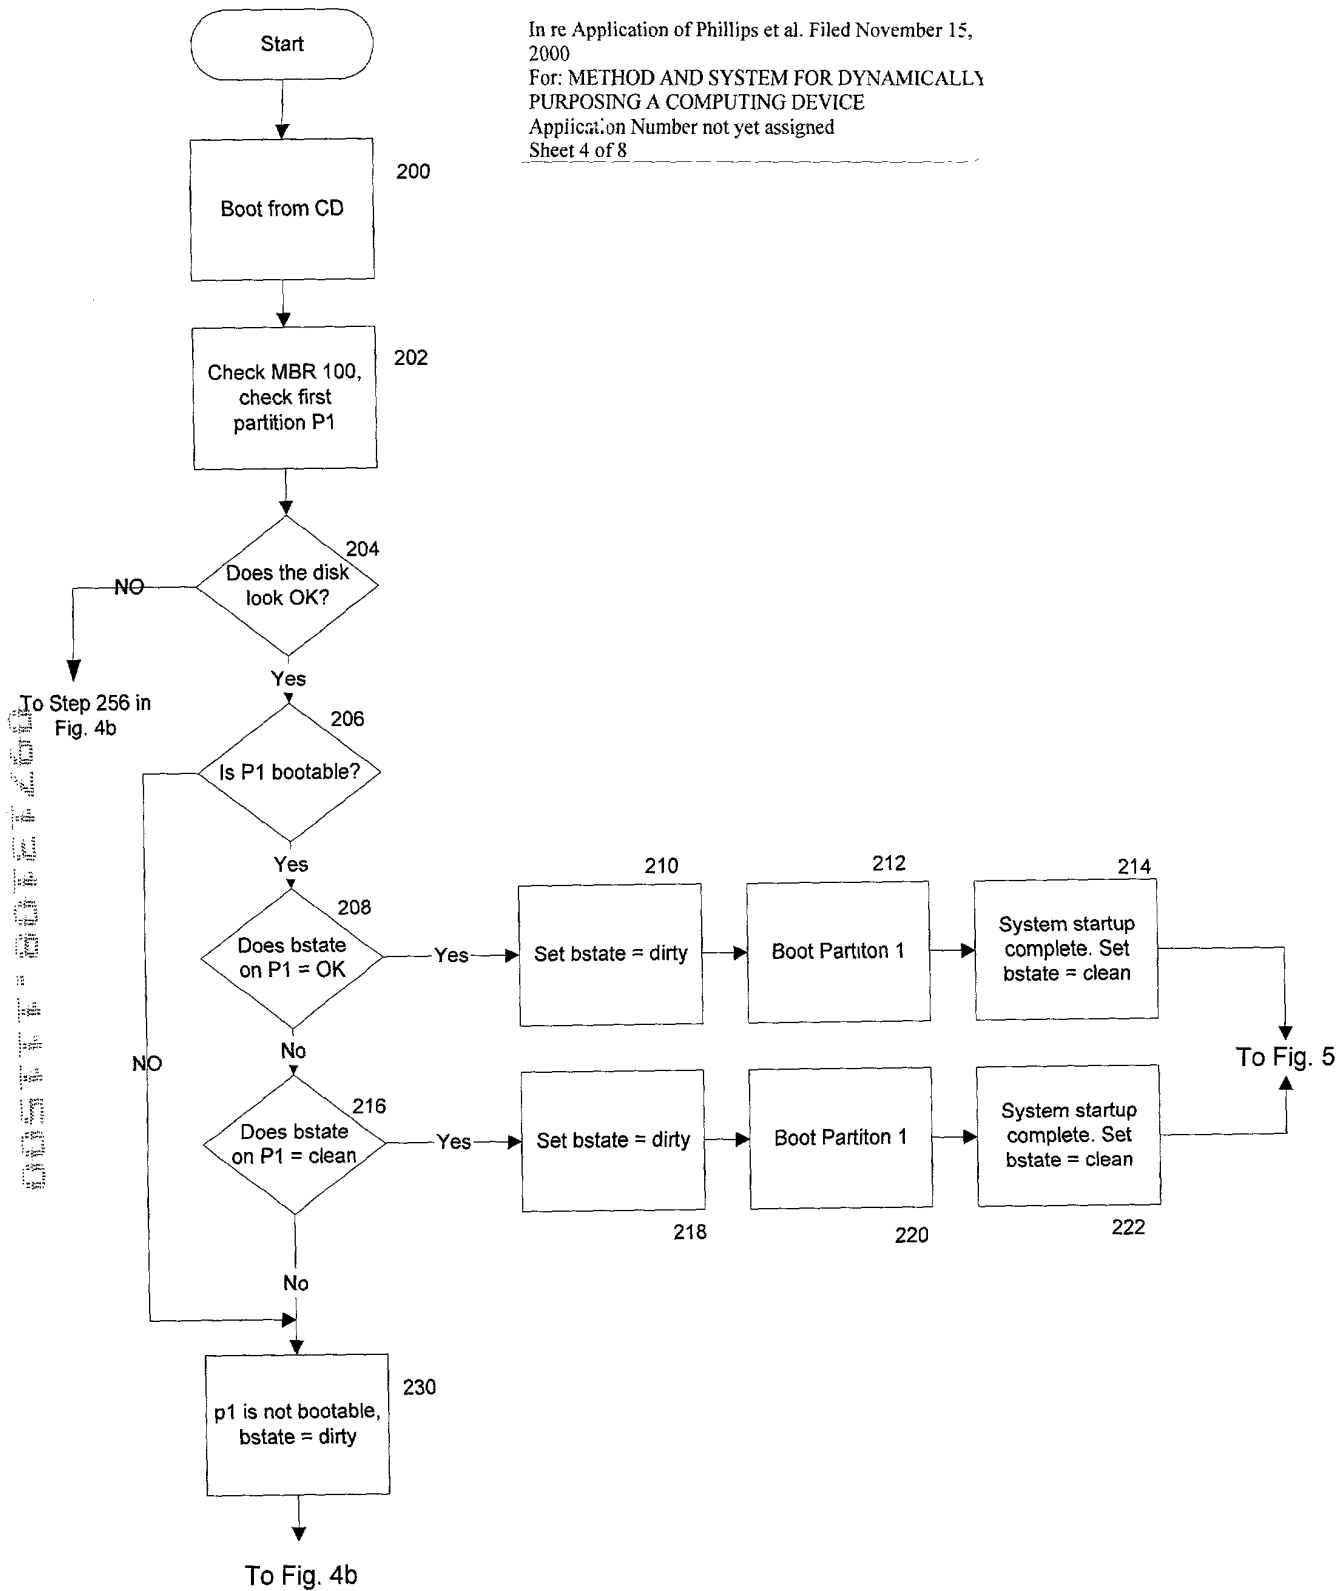 Start
In re Application of Phillips et al. Filed November 15,
2000
For: METHOD AND SYSTEM FOR DYNAMICALLY
PURPOSING A COMPUTING DEVICE
Application Number not yet assigned
Sheet 4 of 8
200
Boot from CD
202
Check MBR 100,
check first
partition P1
204
Does the disk
look OK?
NO
To Step 256 in
Fig. 4b
Yes
206
Is P1 bootable?
NO
Yes
208
Does bstate
on P1 = OK
Yes
210
Set bstate = dirty
212
Boot Partiton 1
214
System startup
complete. Set
bstate = clean
To Fig. 5
No
216
Does bstate
on P1 = clean
Yes
Set bstate = dirty
218
Boot Partiton 1
220
System startup
complete. Set
bstate = clean
222
No
230
p1 is not bootable,
bstate = dirty
To Fig. 4b